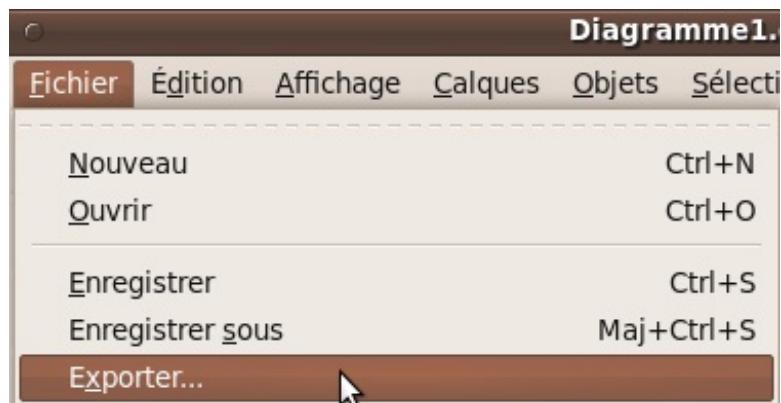 Diagramme1.
Fichier Édition Affichage Calques Objets Sélecti
Nouveau Ctrl+N
Ouvrir Ctrl+O
Enregistrer Ctrl+S
Enregistrer sous Maj+Ctrl+S
Exporter...